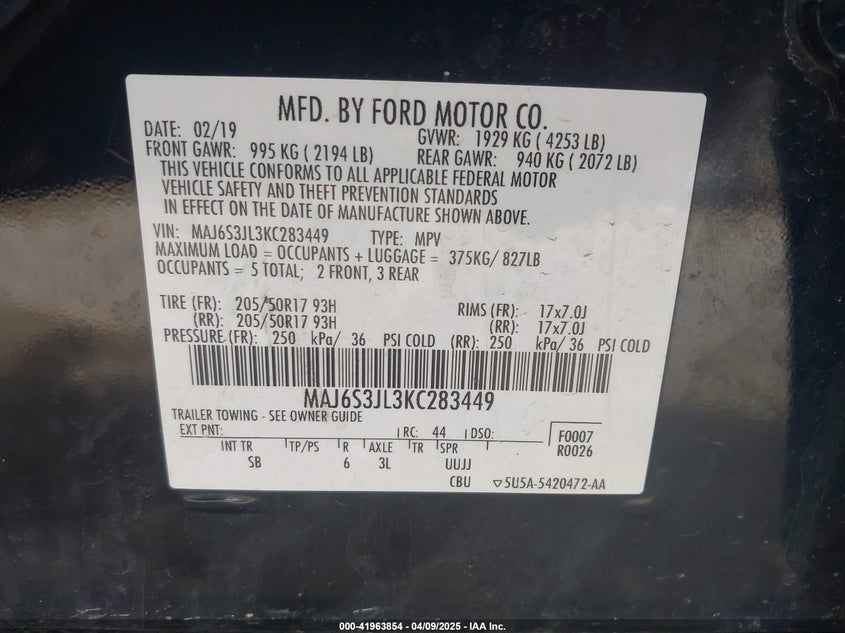 MFD. BY FORD MOTOR CO.
DATE: 02/19 GVWR: 1929 KG ( 4253 LB)
FRONT GAWR: 995 KG ( 2194 LB) REAR GAWR: 940 KG ( 2072 LB)
THIS VEHICLE CONFORMS TO ALL APPLICABLE FEDERAL MOTOR
VEHICLE SAFETY AND THEFT PREVENTION STANDARDS
IN EFFECT ON THE DATE OF MANUFACTURE SHOWN ABOVE.
VIN: MAJ6S3JL3KC283449 TYPE: MPV
MAXIMUM LOAD = OCCUPANTS + LUGGAGE = 375KG/ 827LB
OCCUPANTS = 5 TOTAL; 2 FRONT, 3 REAR
TIRE (FR): 205/50R17 93H RIMS (FR): 17x7.0J
(RR): 205/50R17 93H (RR): 17x7.0J
PRESSURE (FR): 250 kPa/ 36 PSI COLD (RR): 250 kPa/ 36 PSI COLD
MAJ6S3JL3KC283449
TRAILER TOWING - SEE OWNER GUIDE
EXT PNT: RC: 44 DSO: F0007
R0026
INT TR TP/PS R AXLE TR SPR
SB 6 3L UUJJ
CBU ▽5U5A-5420472-AA
000-41963854 | 04/09/2025 - IAA Inc.